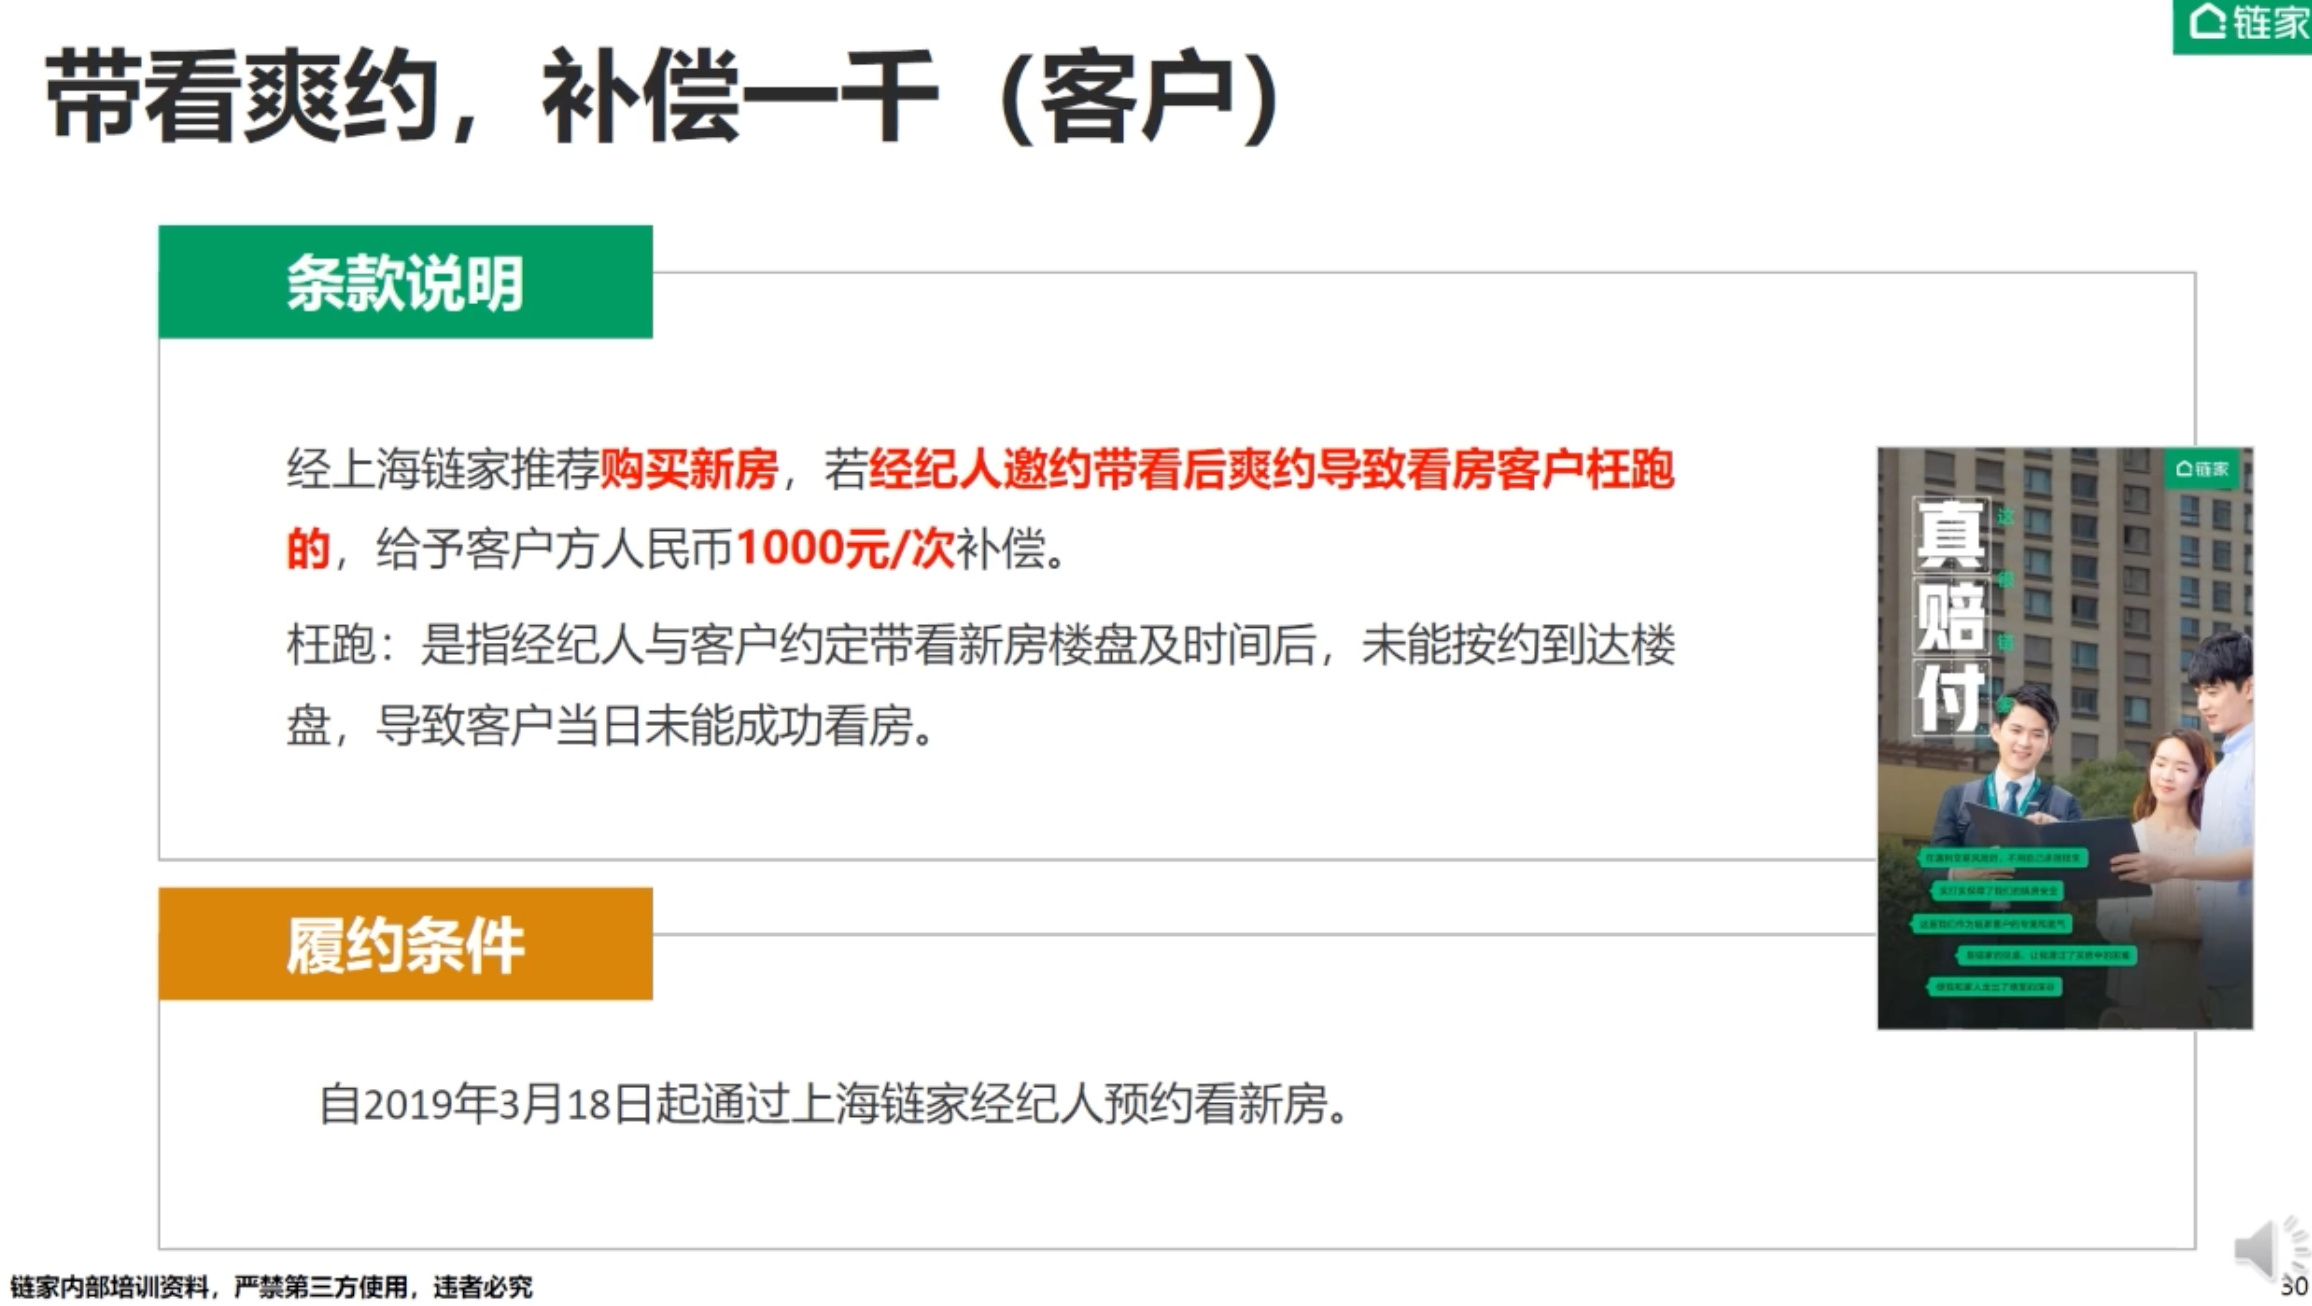 链家
带看爽约，补偿一千（客户）
条款说明
经上海链家推荐购买新房，若经纪人邀约带看后爽约导致看房客户枉跑
的，给予客户方人民币1000元/次补偿。
枉跑：是指经纪人与客户约定带看新房楼盘及时间后，未能按约到达楼
盘，导致客户当日未能成功看房。
链家
真赔付
履约条件
自2019年3月18日起通过上海链家经纪人预约看新房。
链家内部培训资料，严禁第三方使用，违者必究
30